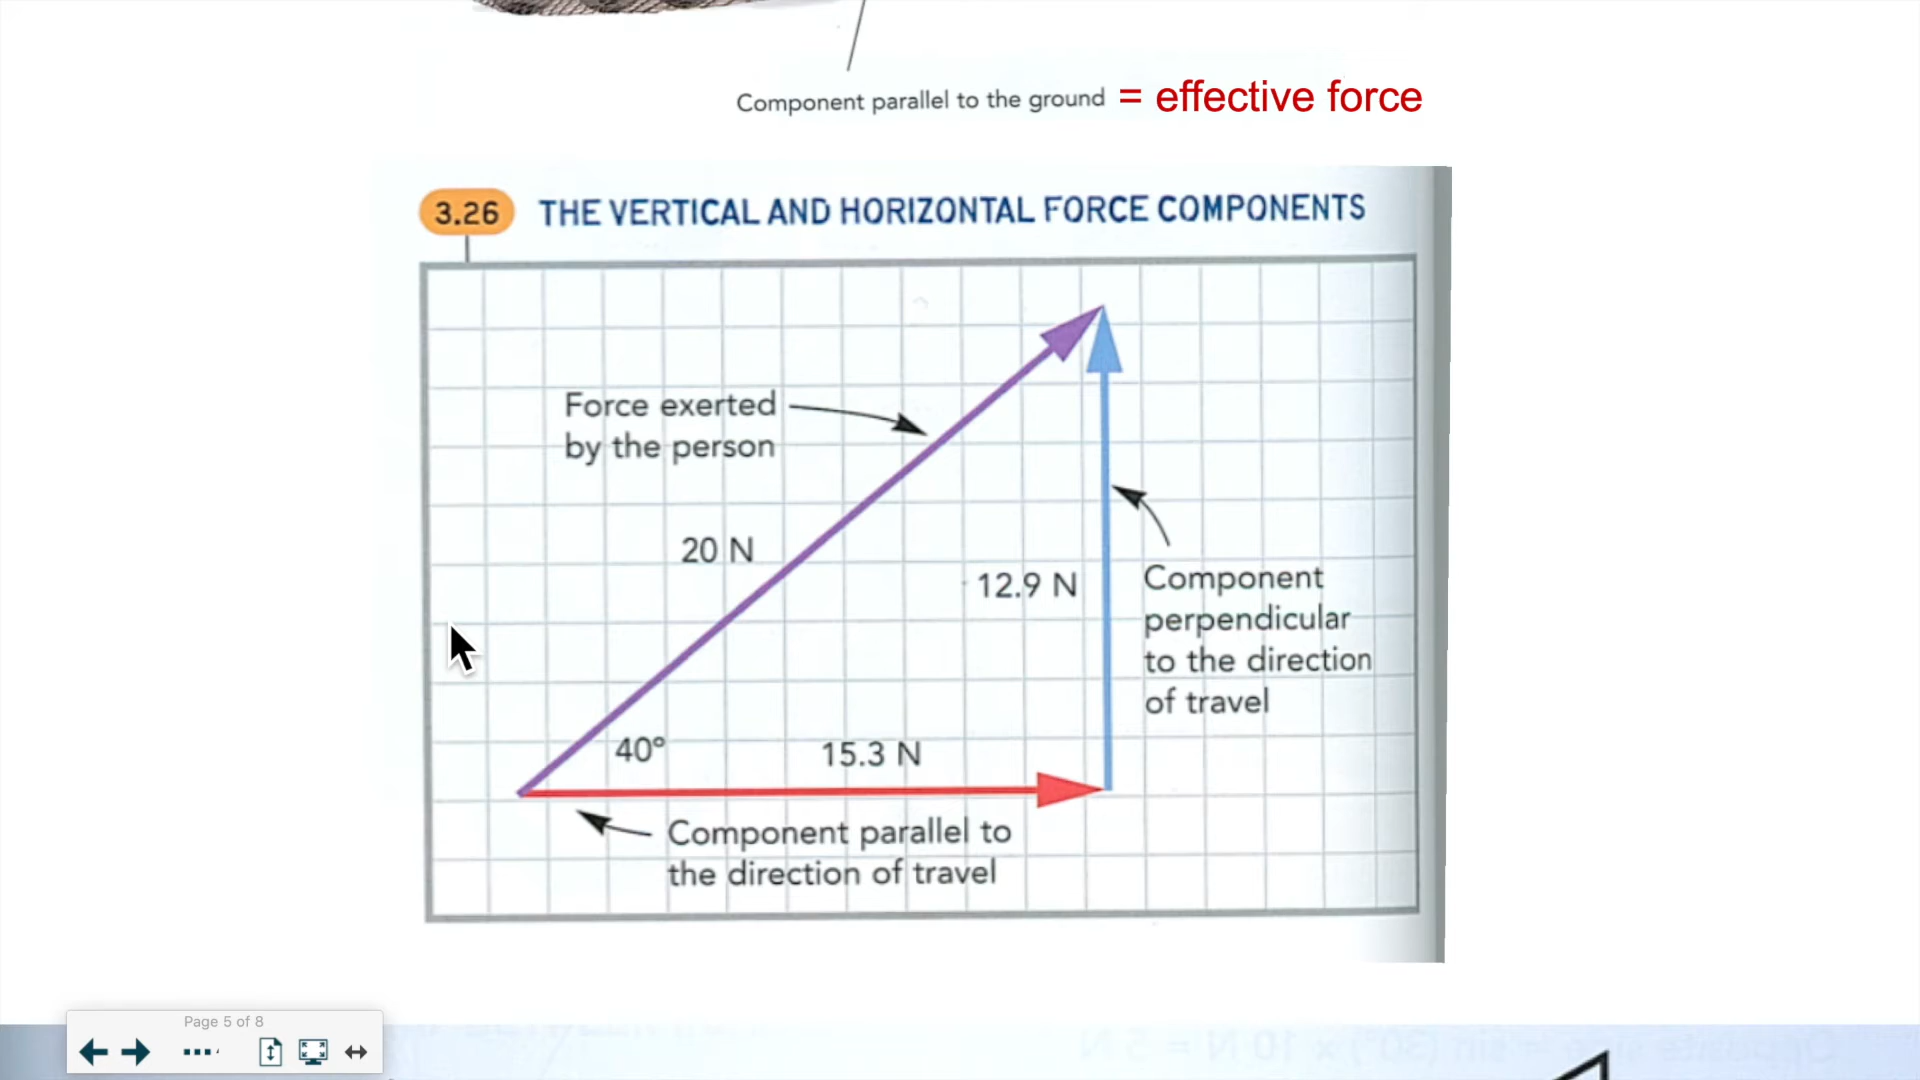 Component parallel to the ground = effective force
3.26 THE VERTICAL AND HORIZONTAL FORCE COMPONENTS
Force exerted
by the person
20 N
12.9 N
Component
perpendicular
to the direction
of travel
40°
15.3 N
Component parallel to
the direction of travel
Page 5 of 8